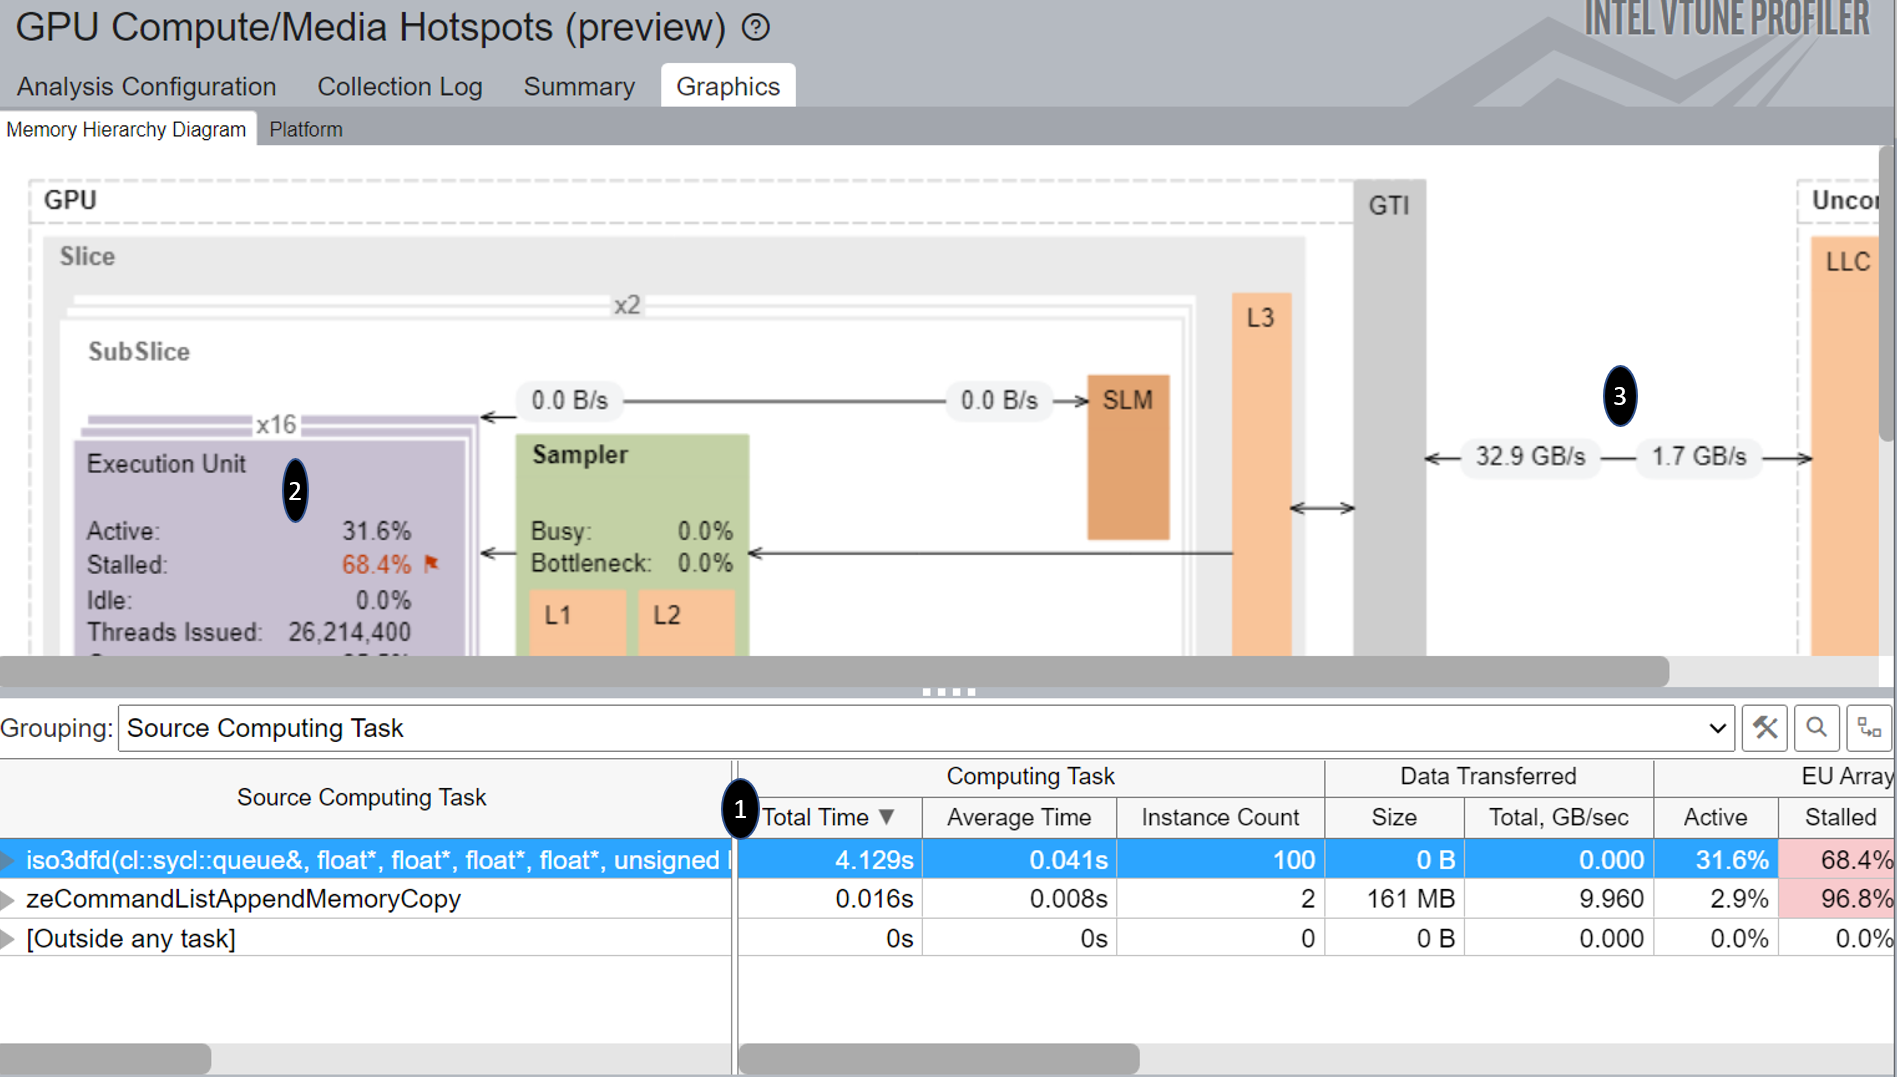 GPU Compute/Media Hotspots (preview) ?
INTEL VTUNE PROFILER
Analysis Configuration Collection Log Summary Graphics
Memory Hierarchy Diagram Platform
GPU
GTI
Slice
LLC
x2
L3
SubSlice
0.0 B/s 0.0 B/s SLM
3
x16
Execution Unit
2
Sampler
32.9 GB/s 1.7 GB/s
Active: 31.6%
Stalled: 68.4%
Idle: 0.0%
Threads Issued: 26,214,400
Busy: 0.0%
Bottleneck: 0.0%
L1 L2
Grouping: Source Computing Task
Source Computing Task
Computing Task Data Transferred EU Array
1
Total Time Average Time Instance Count Size Total, GB/sec Active Stalled
iso3dfd(cl::sycl::queue&, float*, float*, float*, float*, unsigned 4.129s 0.041s 100 0 B 0.000 31.6% 68.4%
zeCommandListAppendMemoryCopy 0.016s 0.008s 2 161 MB 9.960 2.9% 96.8%
[Outside any task] 0s 0s 0 0 B 0.000 0.0% 0.0%